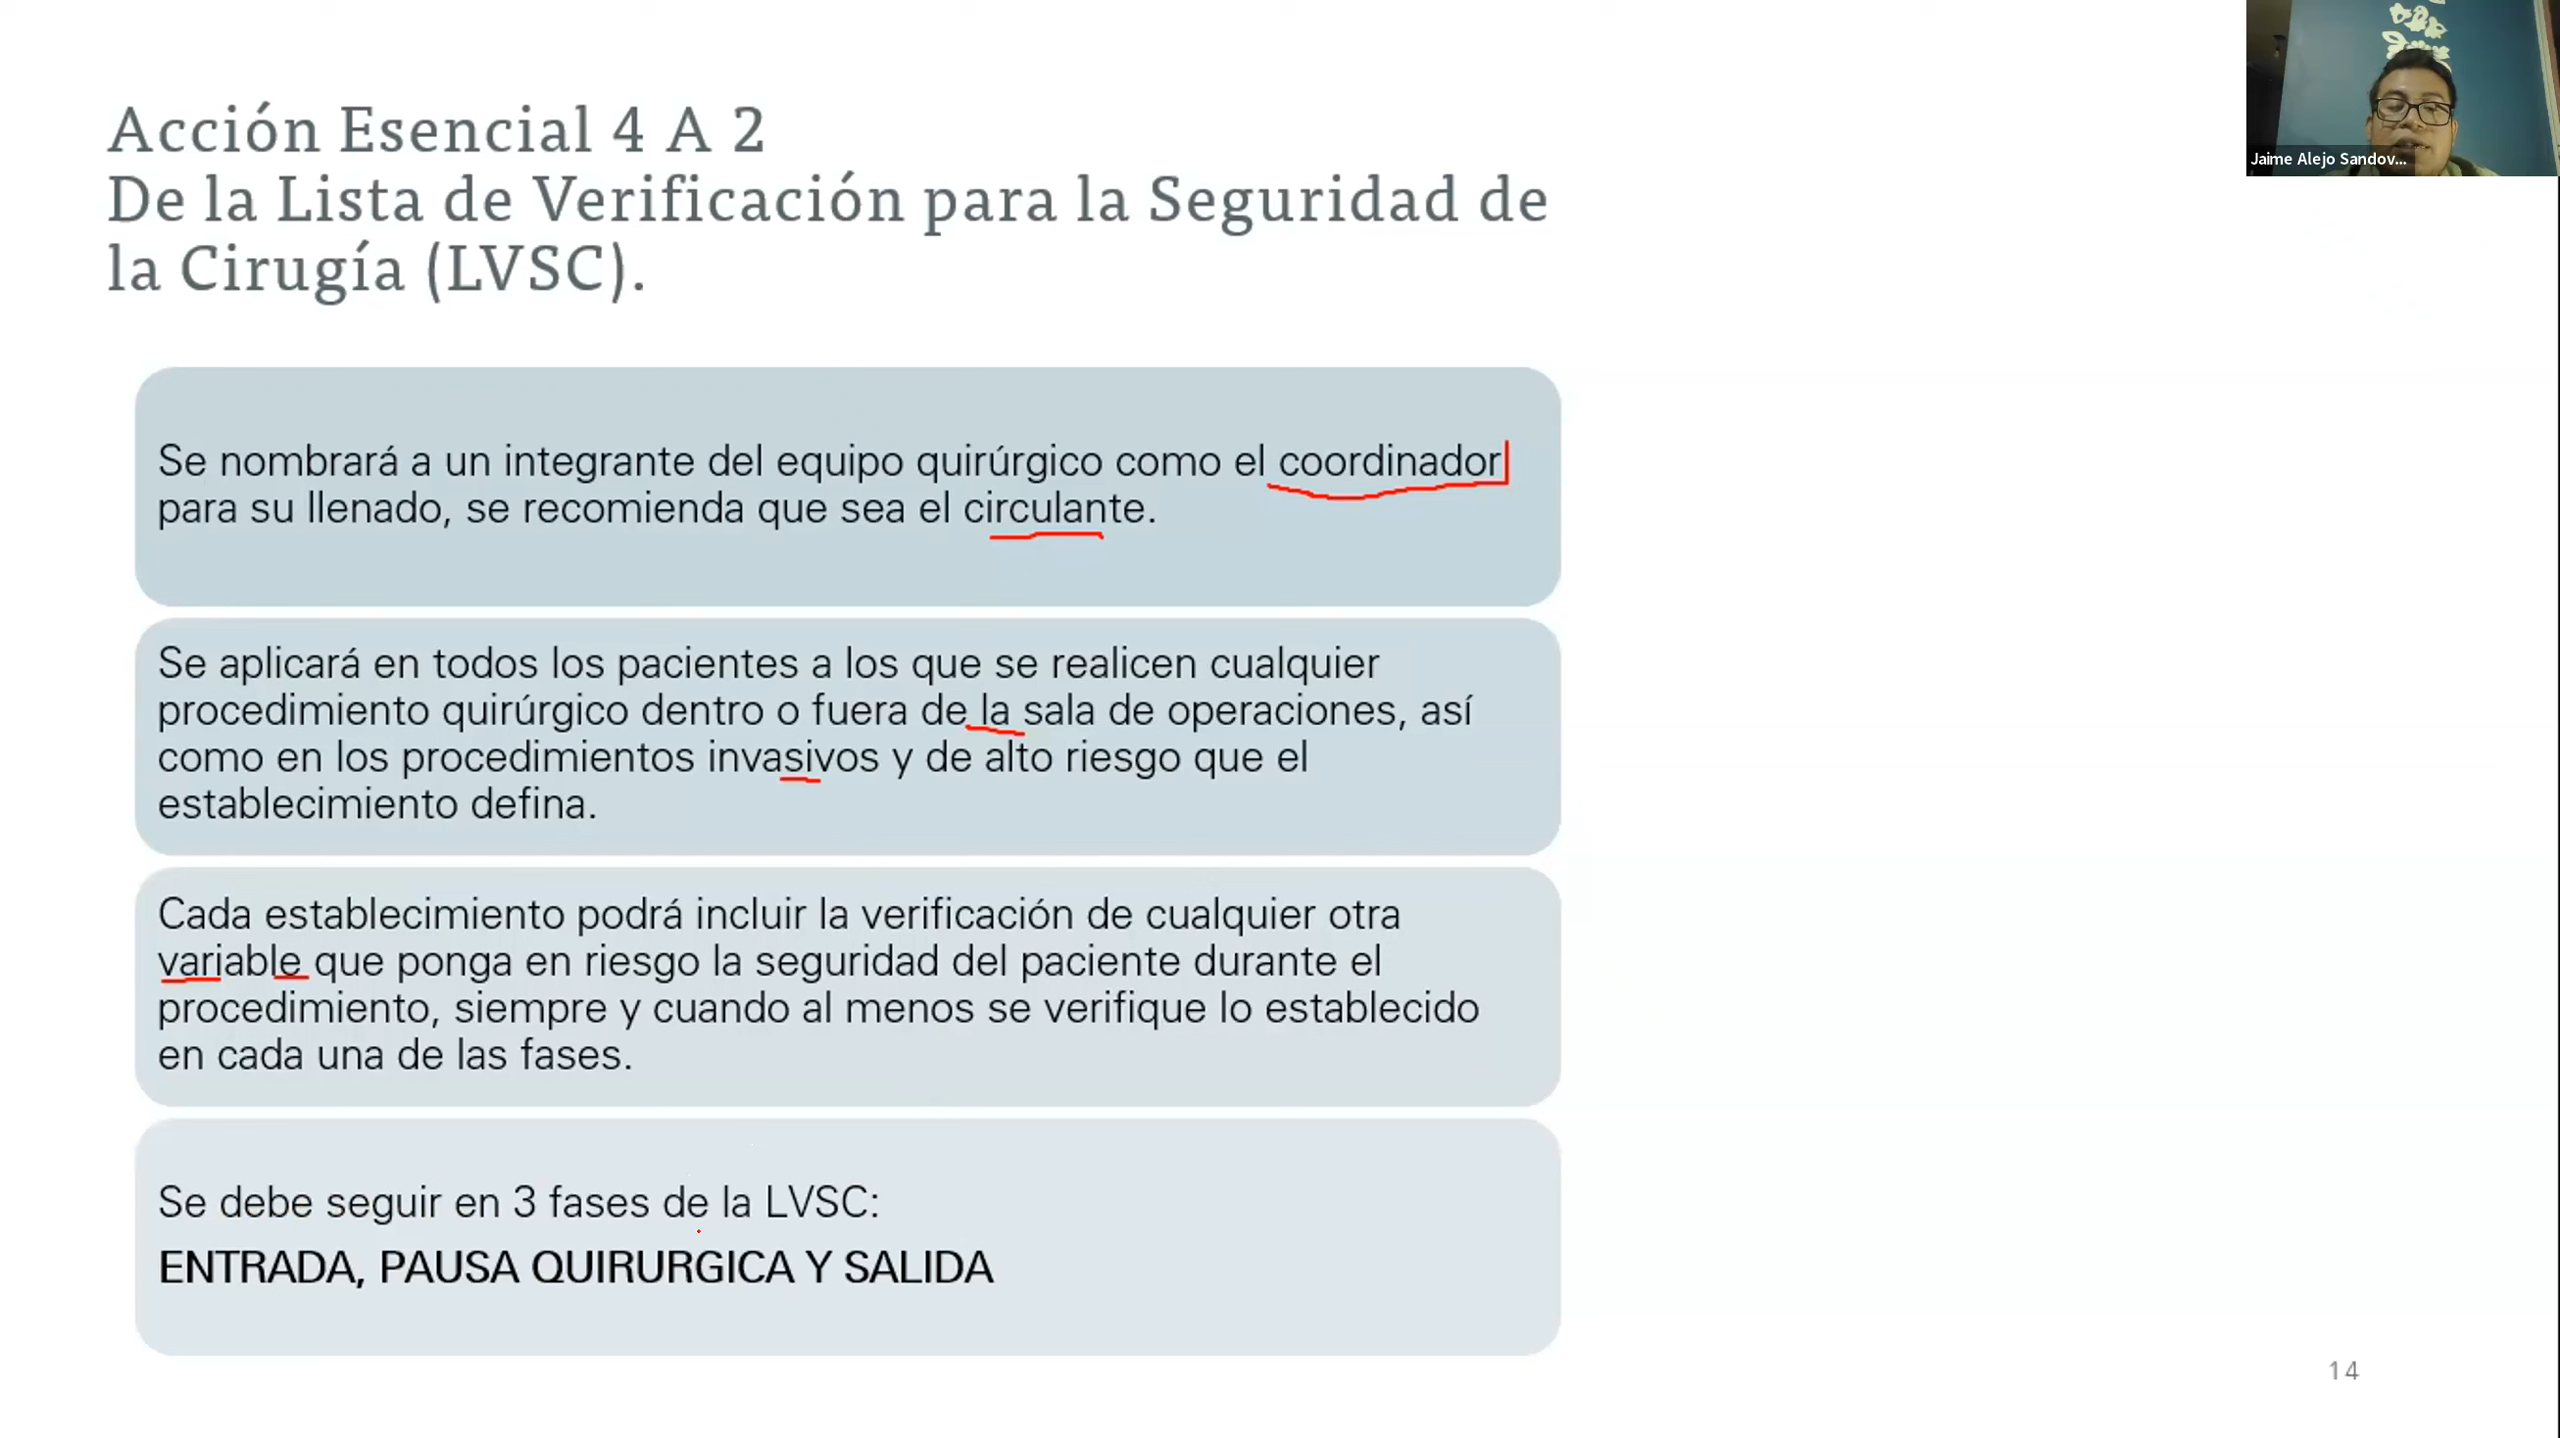 Acción Esencial 4 A 2
De la Lista de Verificación para la Seguridad de
la Cirugía (LVSC).
Jaime Alejo Sandov...
Se nombrará a un integrante del equipo quirúrgico como el coordinador
para su llenado, se recomienda que sea el circulante.
Se aplicará en todos los pacientes a los que se realicen cualquier
procedimiento quirúrgico dentro o fuera de la sala de operaciones, así
como en los procedimientos invasivos y de alto riesgo que el
establecimiento defina.
Cada establecimiento podrá incluir la verificación de cualquier otra
variable que ponga en riesgo la seguridad del paciente durante el
procedimiento, siempre y cuando al menos se verifique lo establecido
en cada una de las fases.
Se debe seguir en 3 fases de la LVSC:
ENTRADA, PAUSA QUIRURGICA Y SALIDA
14